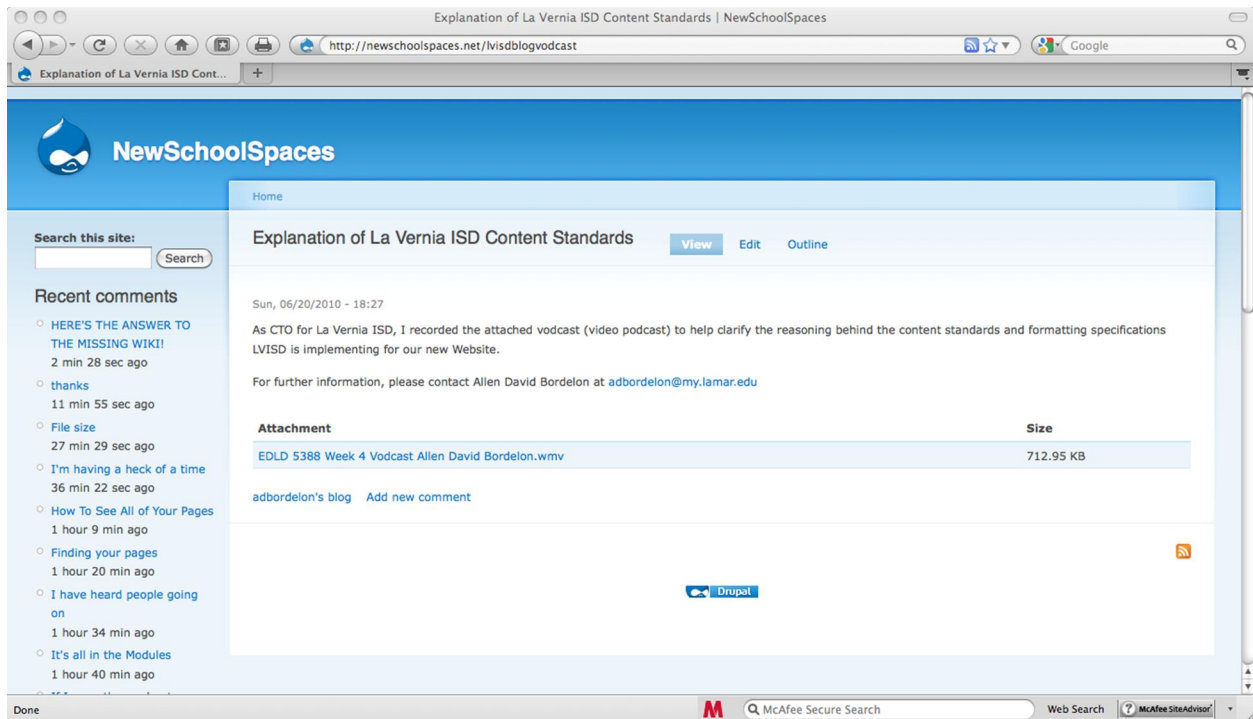 Explanation of La Vernia ISD Content Standards | NewSchoolSpaces
http://newschoolspaces.net/lvisdblogvodcast
Google
Explanation of La Vernia ISD Cont...
NewSchoolSpaces
Home
Search this site:
Search
Recent comments
HERE'S THE ANSWER TO
THE MISSING WIKI!
2 min 28 sec ago
thanks
11 min 55 sec ago
File size
27 min 29 sec ago
I'm having a heck of a time
36 min 22 sec ago
How To See All of Your Pages
1 hour 9 min ago
Finding your pages
1 hour 20 min ago
I have heard people going
on
1 hour 34 min ago
It's all in the Modules
1 hour 40 min ago
Explanation of La Vernia ISD Content Standards
View Edit Outline
Sun, 06/20/2010 - 18:27
As CTO for La Vernia ISD, I recorded the attached vodcast (video podcast) to help clarify the reasoning behind the content standards and formatting specifications
LVISD is implementing for our new Website.
For further information, please contact Allen David Bordelon at adbordelon@my.lamar.edu
Attachment Size
EDLD 5388 Week 4 Vodcast Allen David Bordelon.wmv 712.95 KB
adbordelon's blog Add new comment
Drupal
Done
McAfee Secure Search
Web Search
McAfee SiteAdvisor